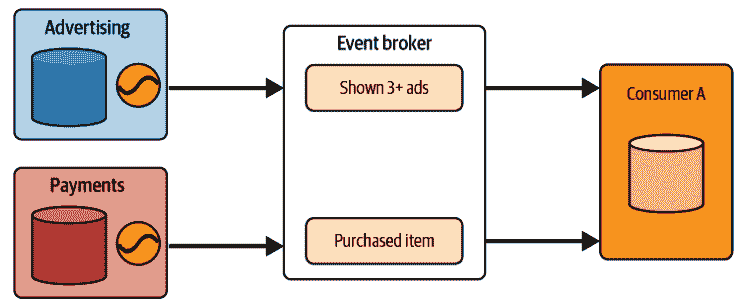 Advertising
Event broker
Shown 3+ ads
Consumer A
Payments
Purchased item